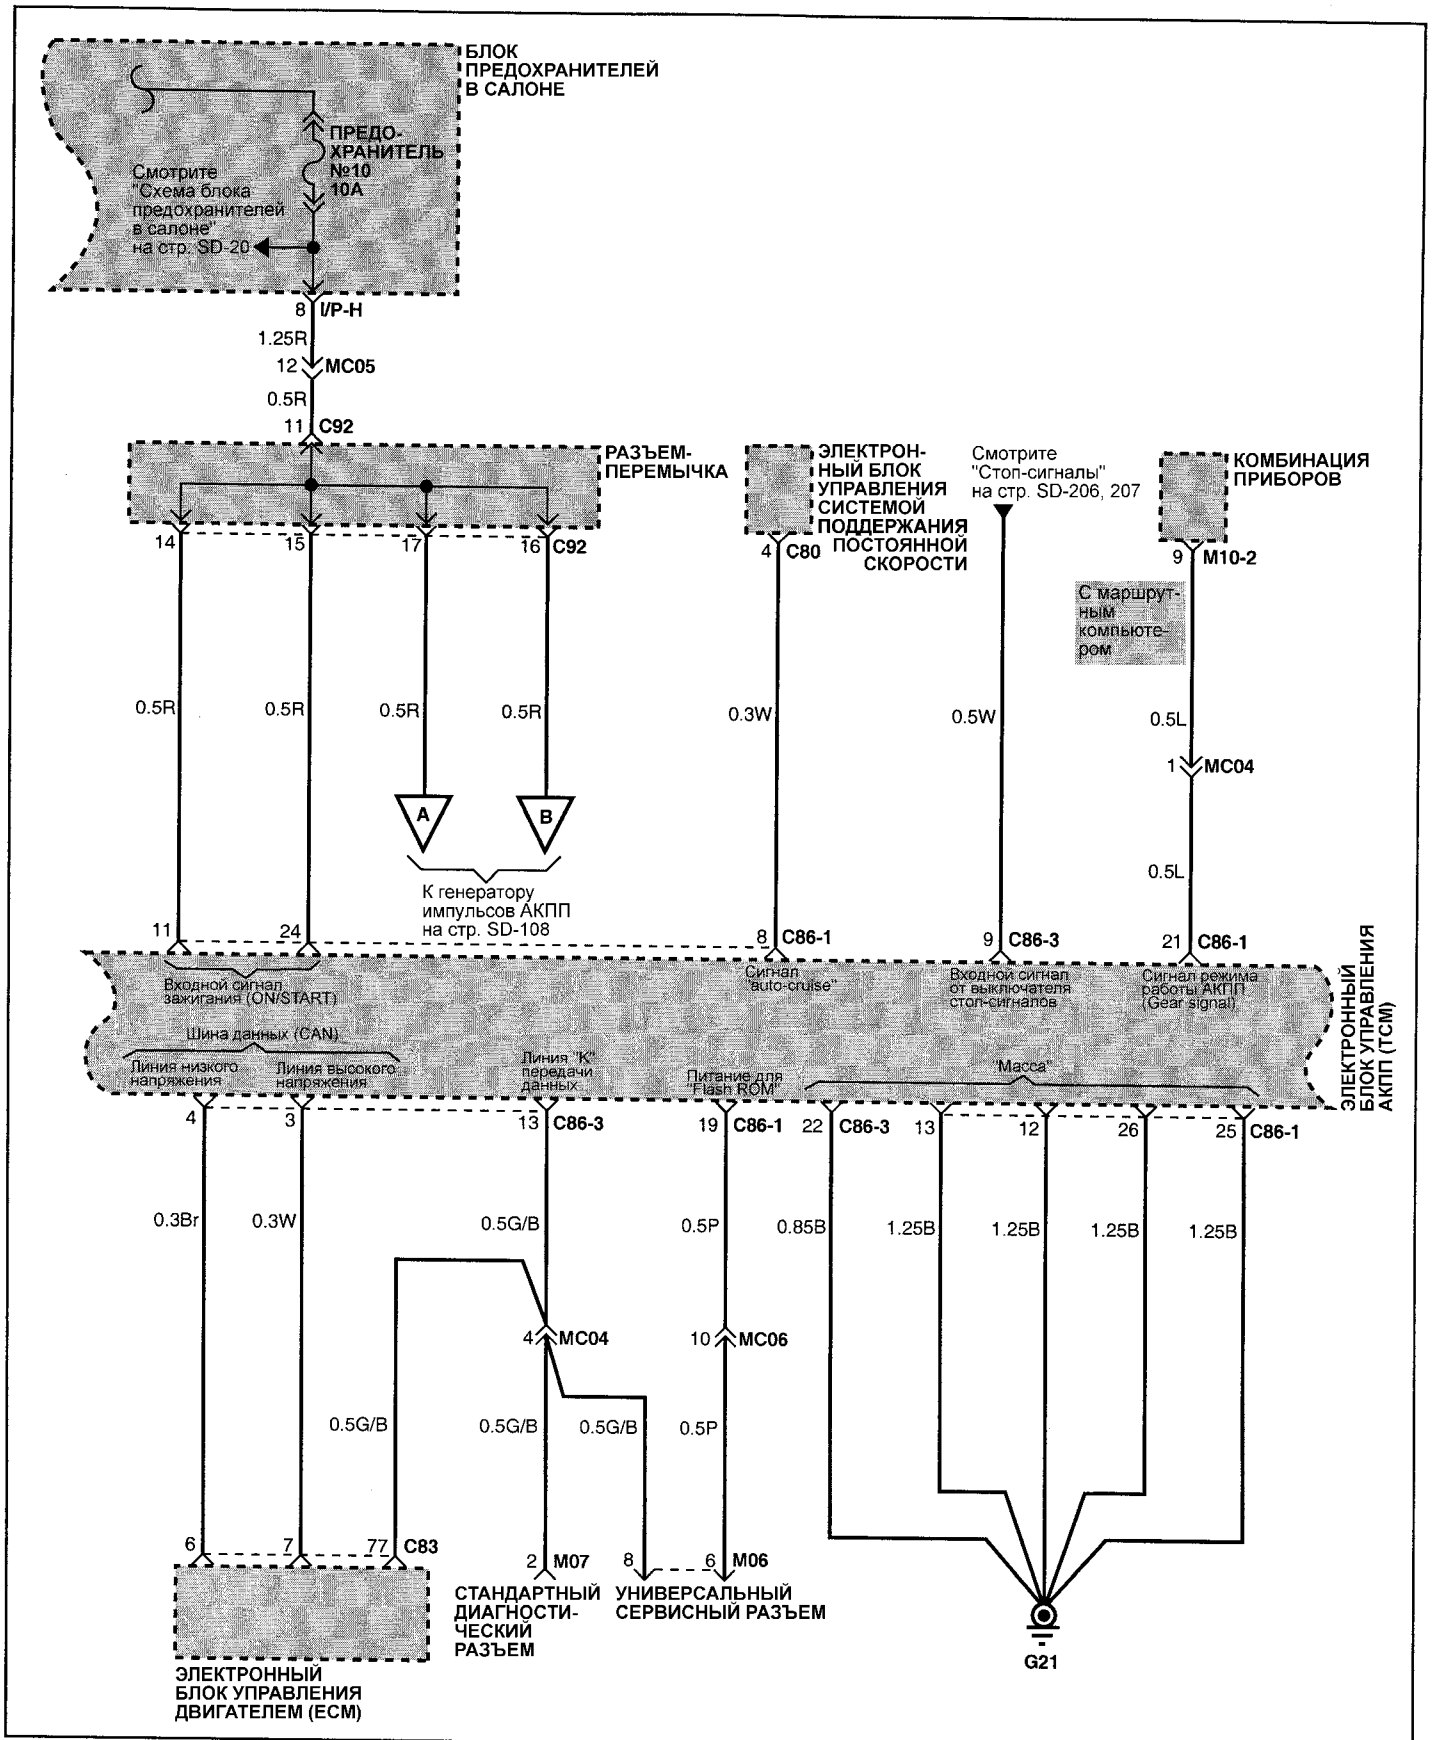 БЛОК
ПРЕДОХРАНИТЕЛЕЙ
В САЛОНЕ
ПРЕДО-
ХРАНИТЕЛЬ
№10
10А
Смотрите
"Схема блока
предохранителей
в салоне"
на стр. SD-20
8 I/P-H
1.25R
12 MC05
0.5R
11 C92
РАЗЪЕМ-
ПЕРЕМЫЧКА
14 15 17 16 C92
ЭЛЕКТРОН-
НЫЙ БЛОК
УПРАВЛЕНИЯ
СИСТЕМОЙ
ПОДДЕРЖАНИЯ
ПОСТОЯННОЙ
СКОРОСТИ
4 C80
Смотрите
"Стоп-сигналы"
на стр. SD-206, 207
КОМБИНАЦИЯ
ПРИБОРОВ
9 M10-2
С маршрут-
ным
компьюте-
ром
0.5R 0.5R 0.5R 0.5R 0.3W 0.5W 0.5L
1 MC04
A B
0.5L
К генератору
импульсов АКПП
на стр. SD-108
11 24 8 C86-1 9 C86-3 21 C86-1
Входной сигнал
зажигания (ON/START)
Сигнал
"auto-cruise"
Входной сигнал
от выключателя
стоп-сигналов
Сигнал режима
работы АКПП
(Gear signal)
ЭЛЕКТРОННЫЙ
БЛОК УПРАВЛЕНИЯ
АКПП (TCM)
Шина данных (CAN)
Линия низкого
напряжения
Линия высокого
напряжения
Линия "К"
передачи
данных
Питание для
"Flash ROM"
"Масса"
4 3 13 C86-3 19 C86-1 22 C86-3 13 12 26 25 C86-1
0.3Br 0.3W 0.5G/B 0.5P 0.85B 1.25B 1.25B 1.25B 1.25B
4 MC04 10 MC06
0.5G/B 0.5G/B 0.5G/B 0.5P
6 7 77 C83 2 M07 8 6 M06
СТАНДАРТНЫЙ
ДИАГНОСТИ-
ЧЕСКИЙ
РАЗЪЕМ
УНИВЕРСАЛЬНЫЙ
СЕРВИСНЫЙ РАЗЪЕМ
G21
ЭЛЕКТРОННЫЙ
БЛОК УПРАВЛЕНИЯ
ДВИГАТЕЛЕМ (ECM)